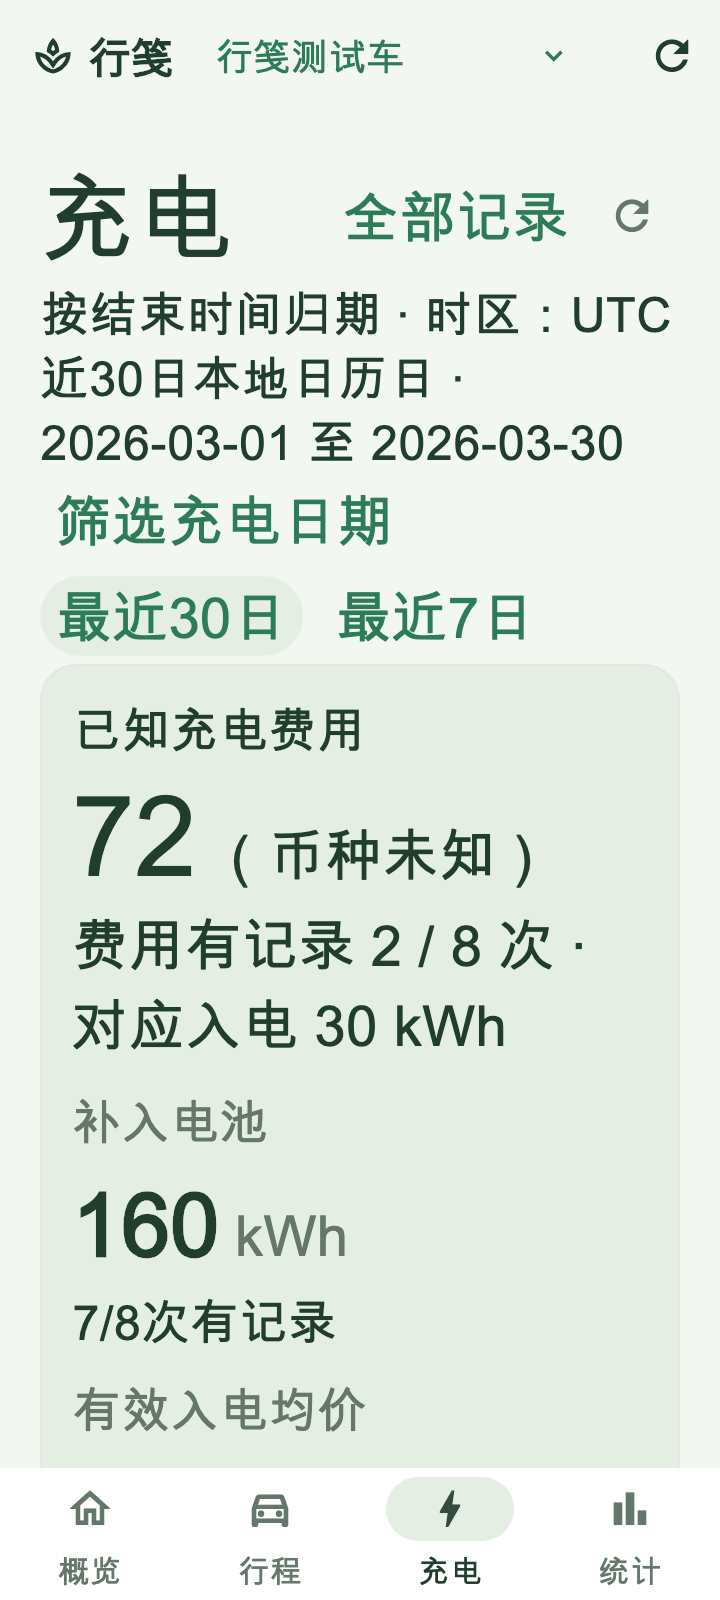 行笺 行笺测试车
充电 全部记录
按结束时间归期 · 时区：UTC
近30日本地日历日 ·
2026-03-01 至 2026-03-30
筛选充电日期
最近30日 最近7日
已知充电费用
72（币种未知）
费用有记录 2 / 8 次 ·
对应入电 30 kWh
补入电池
160 kWh
7/8次有记录
有效入电均价
概览 行程 充电 统计